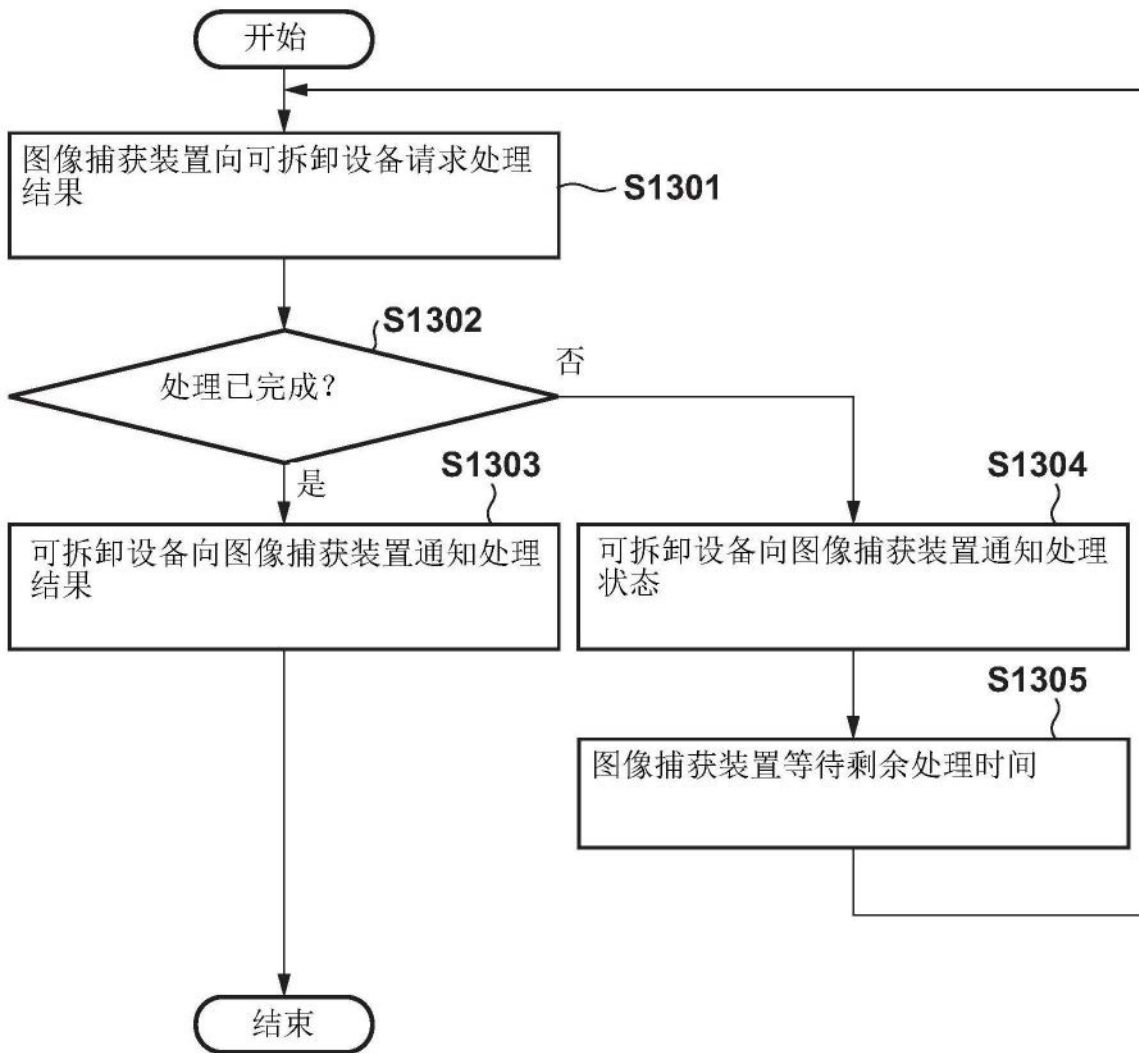 开始
图像捕获装置向可拆卸设备请求处理
结果
S1301
S1302
处理已完成？
否
是
S1303
可拆卸设备向图像捕获装置通知处理
结果
S1304
可拆卸设备向图像捕获装置通知处理
状态
S1305
图像捕获装置等待剩余处理时间
结束